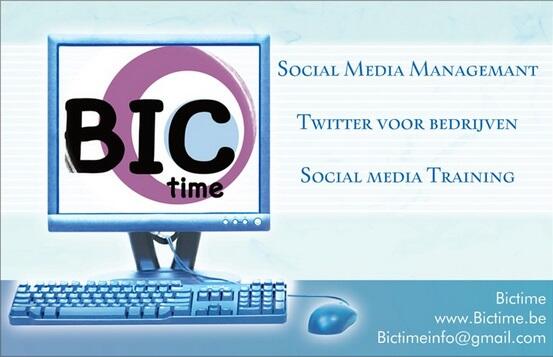 BIC
time
Social Media Managemant
Twitter voor bedrijven
Social media Training
Bictime
www.Bictime.be
Bictimeinfo@gmail.com